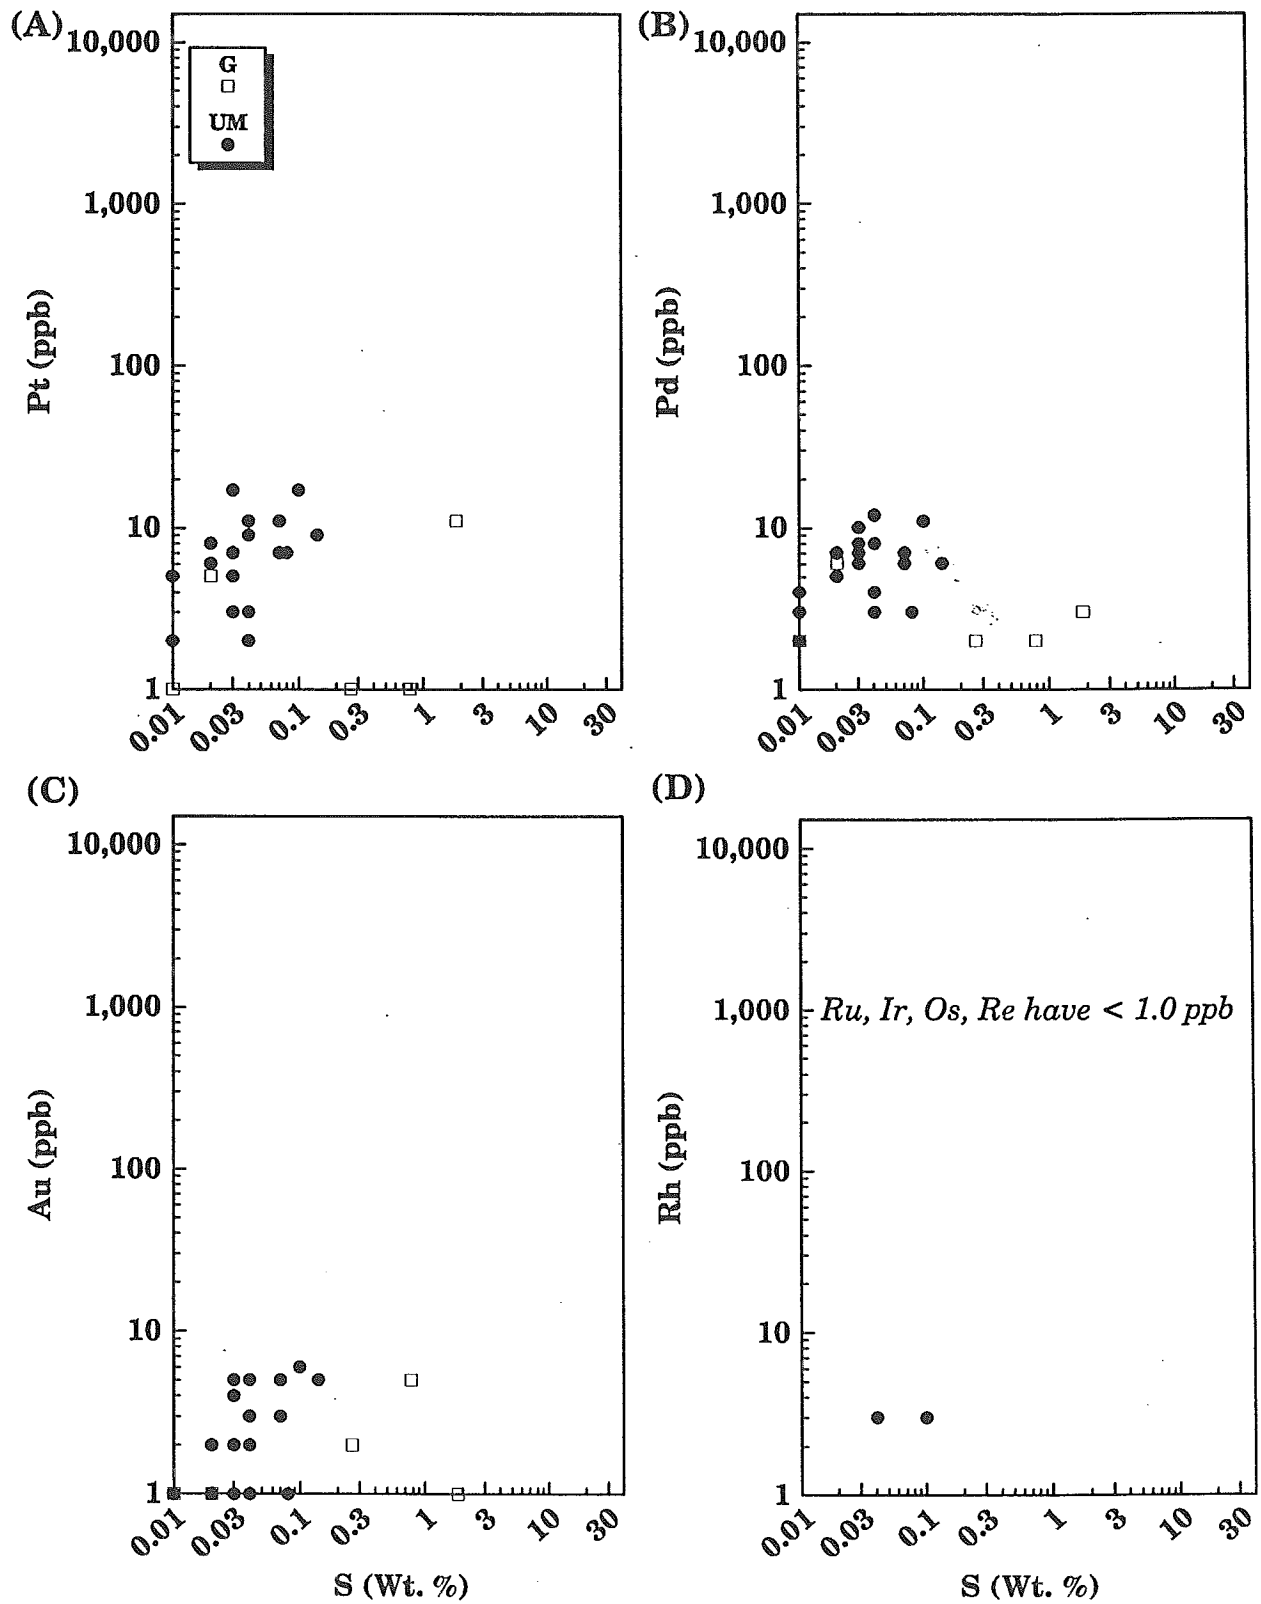 (A)
10,000
1,000
100
10
1
Pt (ppb)
G
UM
0.01 0.03 0.1 0.3 1 3 10 30
(B)
10,000
1,000
100
10
1
Pd (ppb)
0.01 0.03 0.1 0.3 1 3 10 30
(C)
10,000
1,000
100
10
1
Au (ppb)
0.01 0.03 0.1 0.3 1 3 10 30
S (Wt. %)
(D)
10,000
1,000
100
10
1
Rh (ppb)
Ru, Ir, Os, Re have < 1.0 ppb
0.01 0.03 0.1 0.3 1 3 10 30
S (Wt. %)